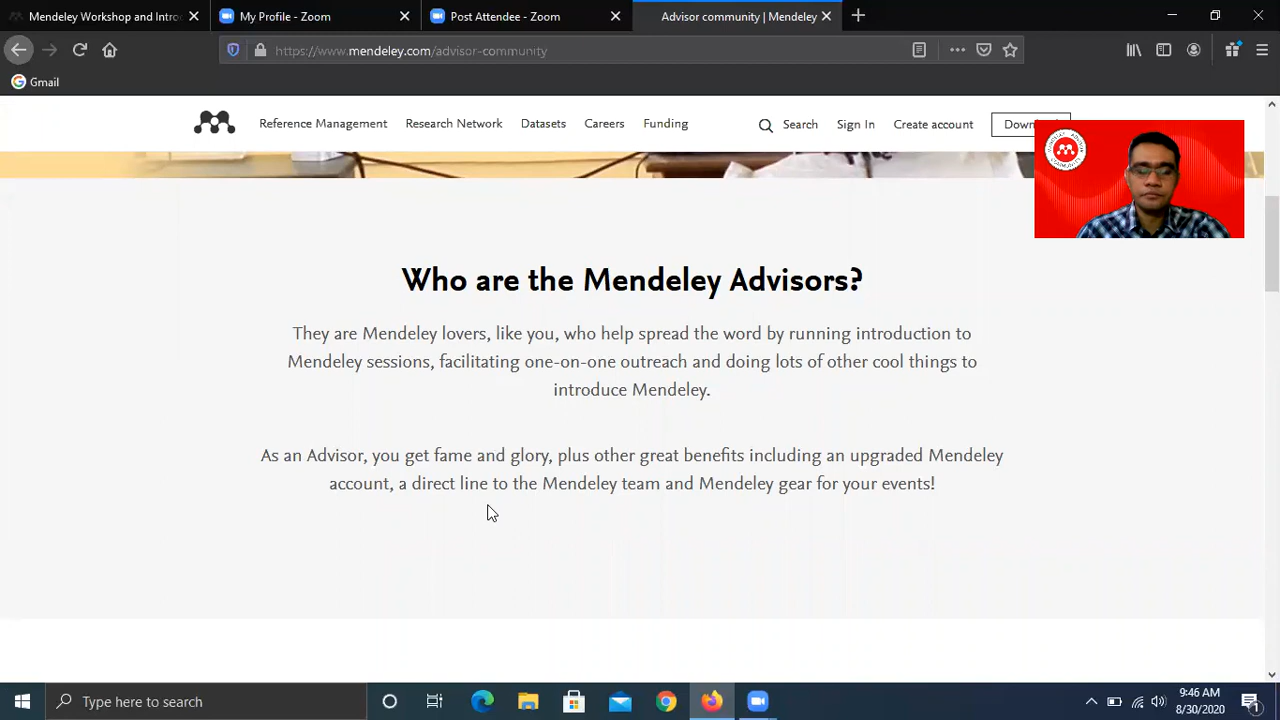 Mendeley Workshop and Intro
My Profile - Zoom
Post Attendee - Zoom
Advisor community | Mendeley
https://www.mendeley.com/advisor-community
Gmail
Reference Management
Research Network
Datasets
Careers
Funding
Search
Sign In
Create account
Who are the Mendeley Advisors?
They are Mendeley lovers, like you, who help spread the word by running introduction to
Mendeley sessions, facilitating one-on-one outreach and doing lots of other cool things to
introduce Mendeley.
As an Advisor, you get fame and glory, plus other great benefits including an upgraded Mendeley
account, a direct line to the Mendeley team and Mendeley gear for your events!
Type here to search
9:46 AM
8/30/2020
1